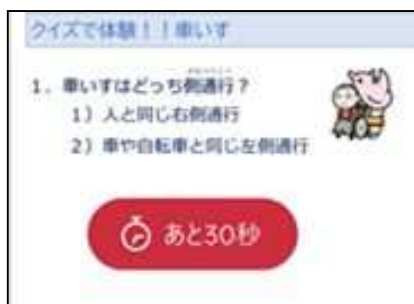 クイズで体験！！車いす
1．車いすはどっち側通行？
1）人と同じ右側通行
2）車や自転車と同じ左側通行
あと30秒